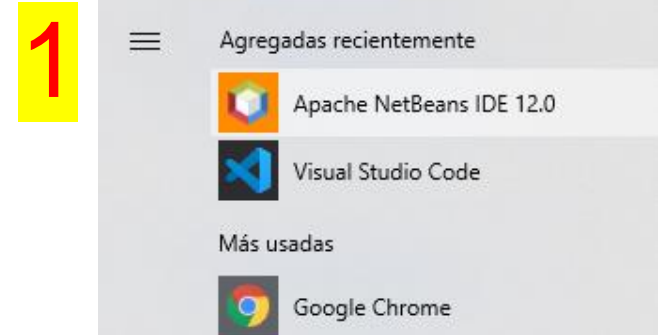 1
Agregadas recientemente
Apache NetBeans IDE 12.0
Visual Studio Code
Más usadas
Google Chrome